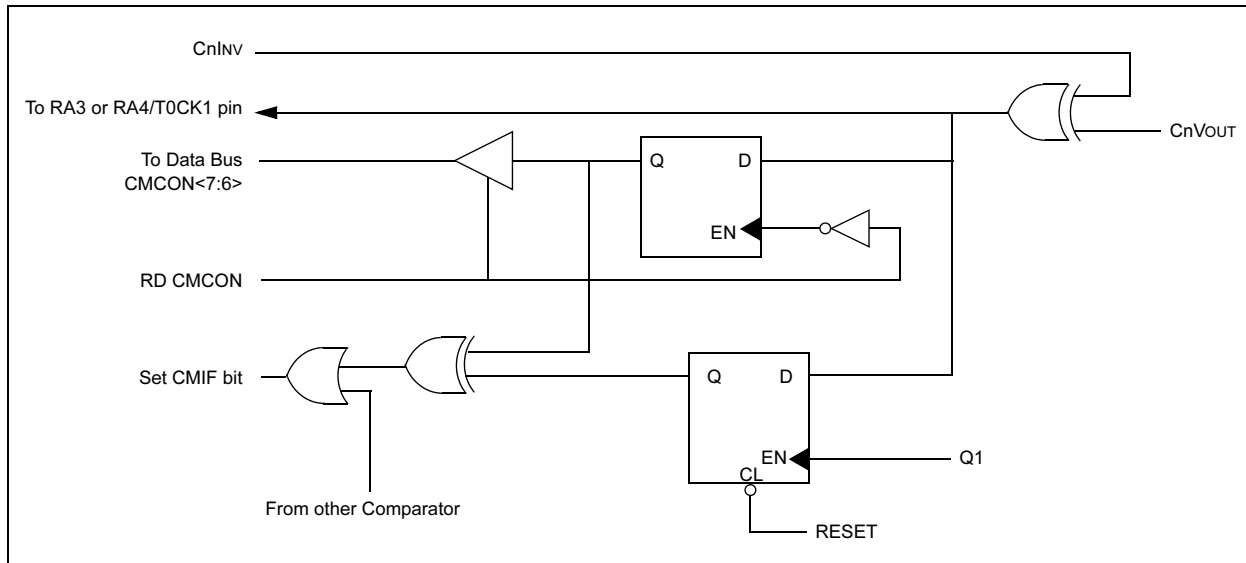 CnINV
To RA3 or RA4/T0CK1 pin
CnVOUT
To Data Bus
CMCON<7:6>
Q
D
EN
RD CMCON
Set CMIF bit
Q
D
EN
Q1
CL
From other Comparator
RESET